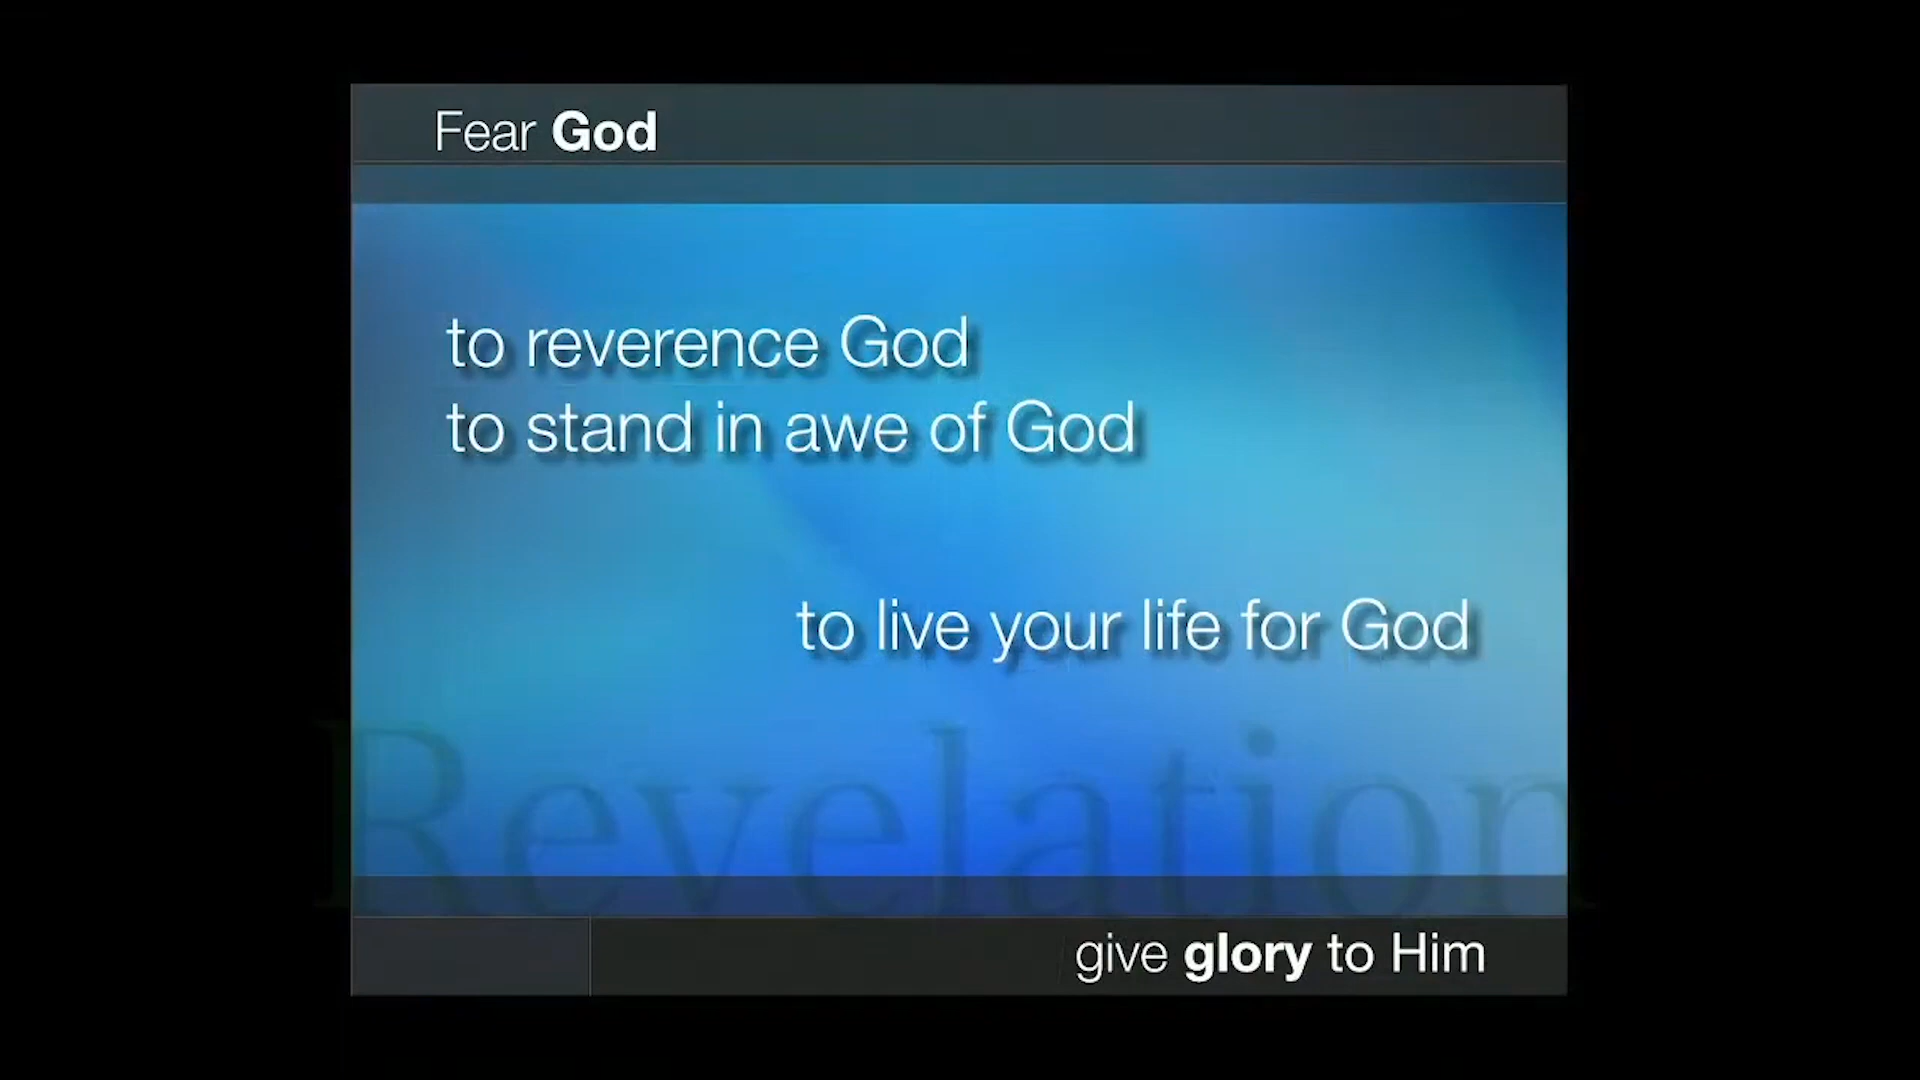 Fear God
to reverence God
to stand in awe of God
to live your life for God
Revelation
give glory to Him